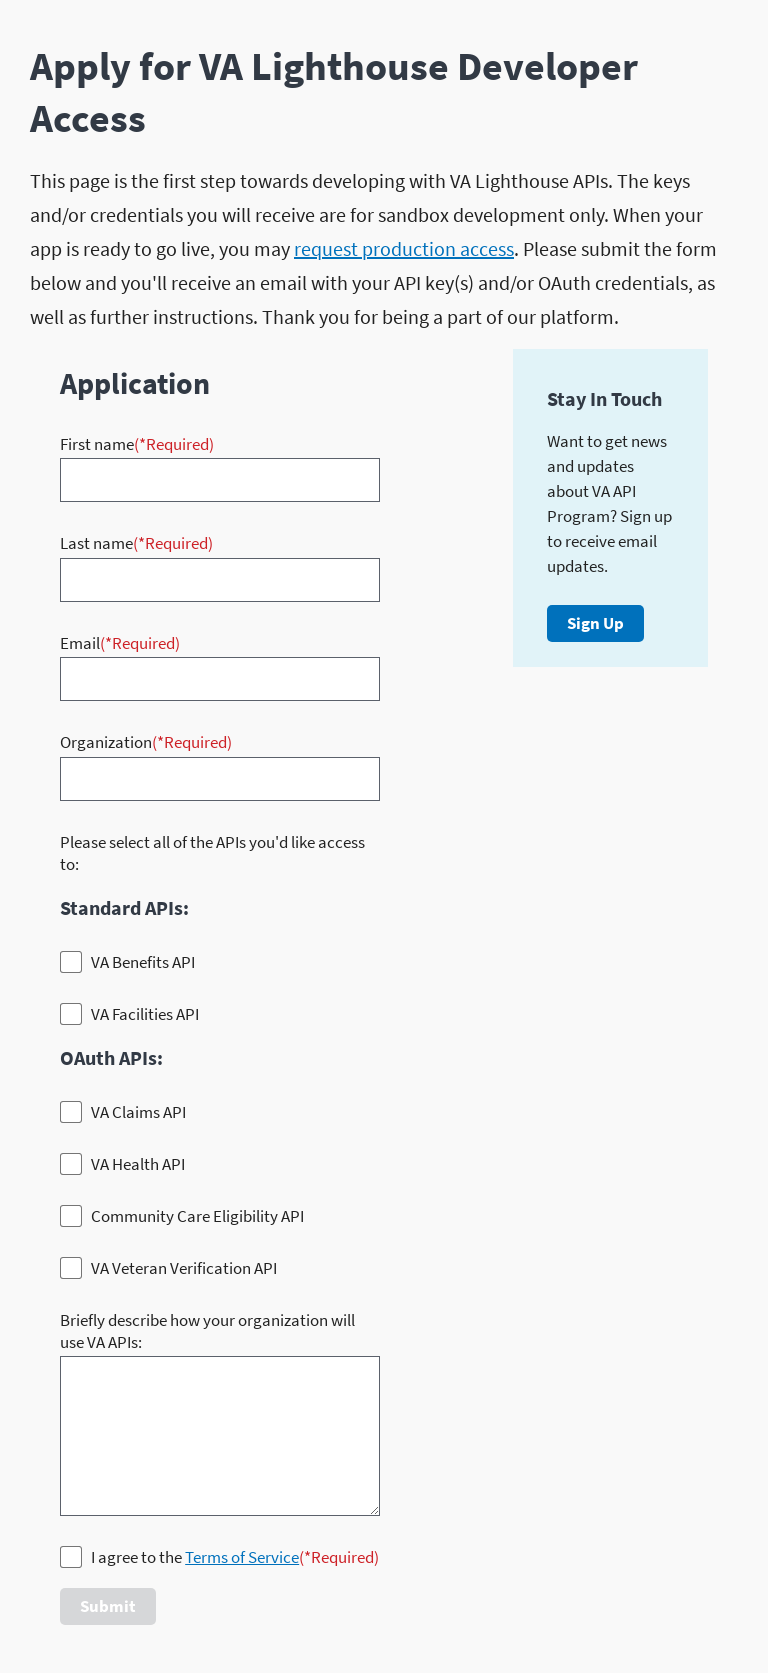 Apply for VA Lighthouse Developer
Access
This page is the first step towards developing with VA Lighthouse APIs. The keys
and/or credentials you will receive are for sandbox development only. When your
app is ready to go live, you may request production access. Please submit the form
below and you'll receive an email with your API key(s) and/or OAuth credentials, as
well as further instructions. Thank you for being a part of our platform.
Application
First name(*Required)
Last name(*Required)
Email(*Required)
Organization(*Required)
Please select all of the APIs you'd like access
to:
Standard APIs:
VA Benefits API
VA Facilities API
OAuth APIs:
VA Claims API
VA Health API
Community Care Eligibility API
VA Veteran Verification API
Briefly describe how your organization will
use VA APIs:
I agree to the Terms of Service(*Required)
Submit
Stay In Touch
Want to get news
and updates
about VA API
Program? Sign up
to receive email
updates.
Sign Up